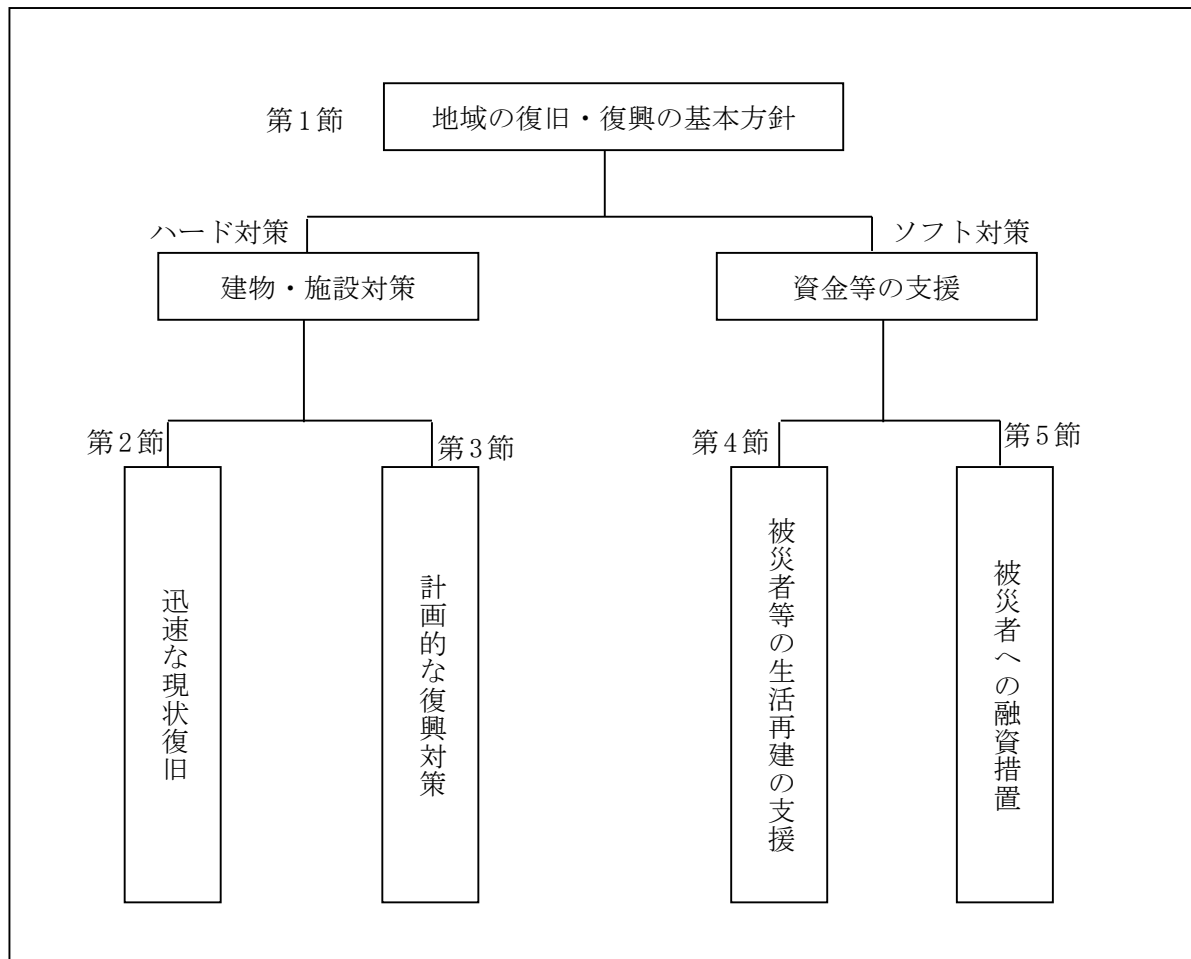 第1節
地域の復旧・復興の基本方針
ハード対策
ソフト対策
建物・施設対策
資金等の支援
第2節
第3節
第4節
第5節
迅速な現状復旧
計画的な復興対策
被災者等の生活再建の支援
被災者への融資措置